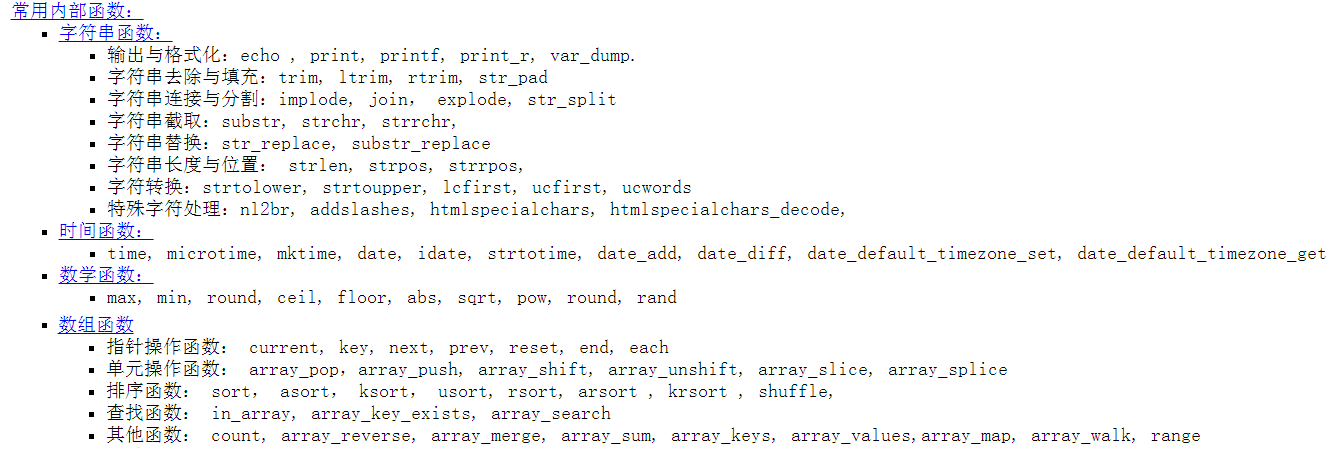 常用内部函数：
字符串函数：
输出与格式化：echo ， print， printf， print_r， var_dump.
字符串去除与填充：trim， ltrim， rtrim， str_pad
字符串连接与分割：implode， join， explode， str_split
字符串截取：substr， strchr， strrchr，
字符串替换：str_replace， substr_replace
字符串长度与位置： strlen， strpos， strrpos，
字符转换：strtolower， strtoupper， lcfirst， ucfirst， ucwords
特殊字符处理：nl2br， addslashes， htmlspecialchars， htmlspecialchars_decode，
时间函数：
time， microtime， mktime， date， idate， strtotime， date_add， date_diff， date_default_timezone_set， date_default_timezone_get
数学函数：
max， min， round， ceil， floor， abs， sqrt， pow， round， rand
数组函数
指针操作函数： current， key， next， prev， reset， end， each
单元操作函数： array_pop，array_push， array_shift， array_unshift， array_slice， array_splice
排序函数： sort， asort， ksort， usort， rsort， arsort ， krsort ， shuffle，
查找函数： in_array， array_key_exists， array_search
其他函数： count， array_reverse， array_merge， array_sum， array_keys， array_values，array_map， array_walk， range